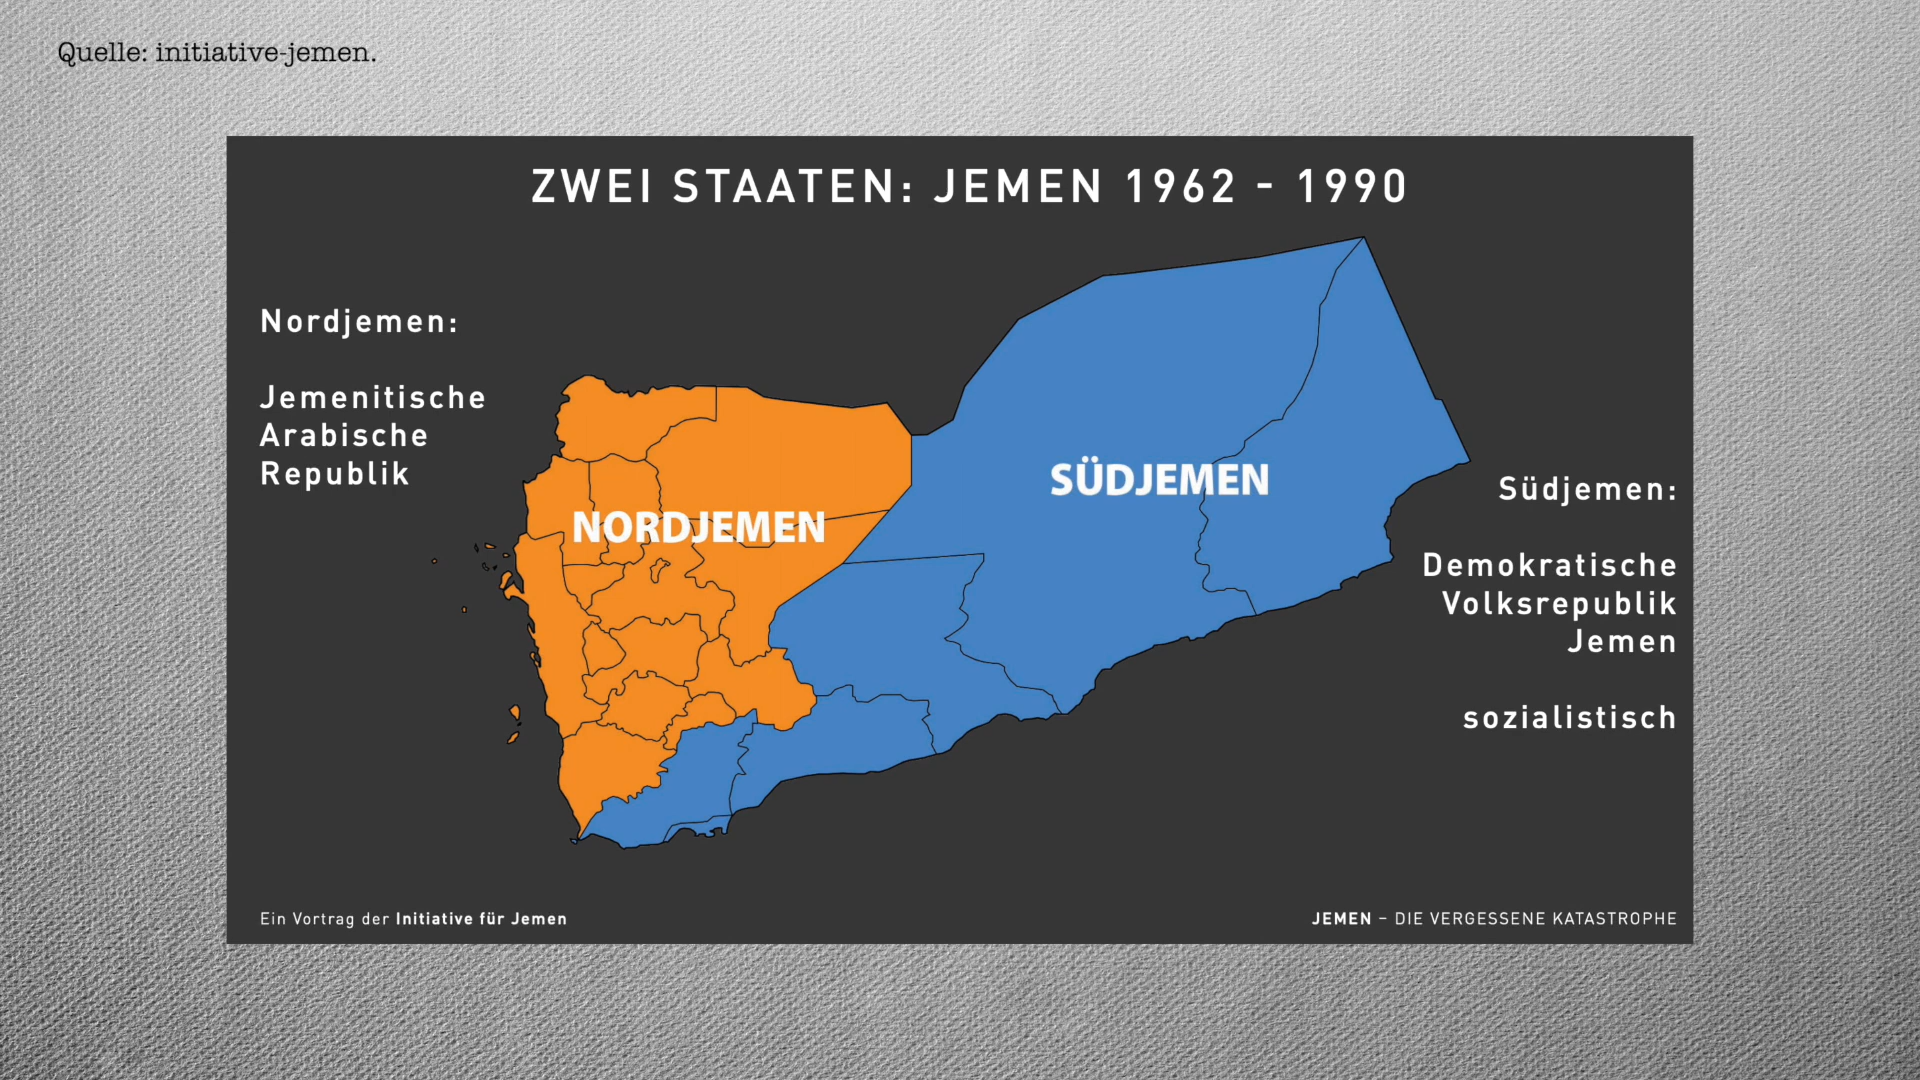 Quelle: initiative-jemen.
ZWEI STAATEN: JEMEN 1962 - 1990
Nordjemen:
Jemenitische
Arabische
Republik
NORDJEMEN
SÜDJEMEN
Südjemen:
Demokratische
Volksrepublik
Jemen
sozialistisch
Ein Vortrag der Initiative für Jemen
JEMEN – DIE VERGESSENE KATASTROPHE